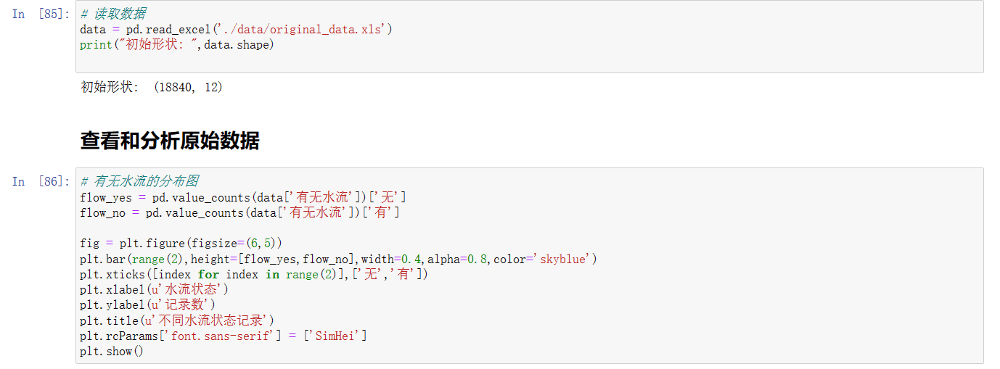 In [85]: # 读取数据
data = pd.read_excel('./data/original_data.xls')
print("初始形状: ",data.shape)
初始形状:  (18840, 12)
查看和分析原始数据
In [86]: # 有无水流的分布图
flow_yes = pd.value_counts(data['有无水流'])['无']
flow_no = pd.value_counts(data['有无水流'])['有']
fig = plt.figure(figsize=(6,5))
plt.bar(range(2),height=[flow_yes,flow_no],width=0.4,alpha=0.8,color='skyblue')
plt.xticks([index for index in range(2)],['无','有'])
plt.xlabel(u'水流状态')
plt.ylabel(u'记录数')
plt.title(u'不同水流状态记录')
plt.rcParams['font.sans-serif'] = ['SimHei']
plt.show()